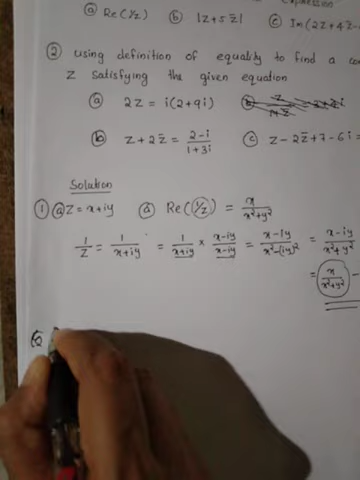 ⓐ Re(1/z) ⓑ |z+5z̄| ⓒ Im(2z+4z̄-
② using definition of equality to find a co
z satisfying the given equation
ⓐ 2z = i(2+9i)
ⓑ z+2z̄ = 2-i/1+3i ⓒ z-2z̄+7-6i=
Solution
① ⓐ z = x+iy ⓐ Re(1/z) = x/x²+y²
1/z = 1/x+iy = 1/x+iy × x-iy/x-iy = x-iy/x²-(iy)² = x-iy/x²+y²
= x/x²+y² -